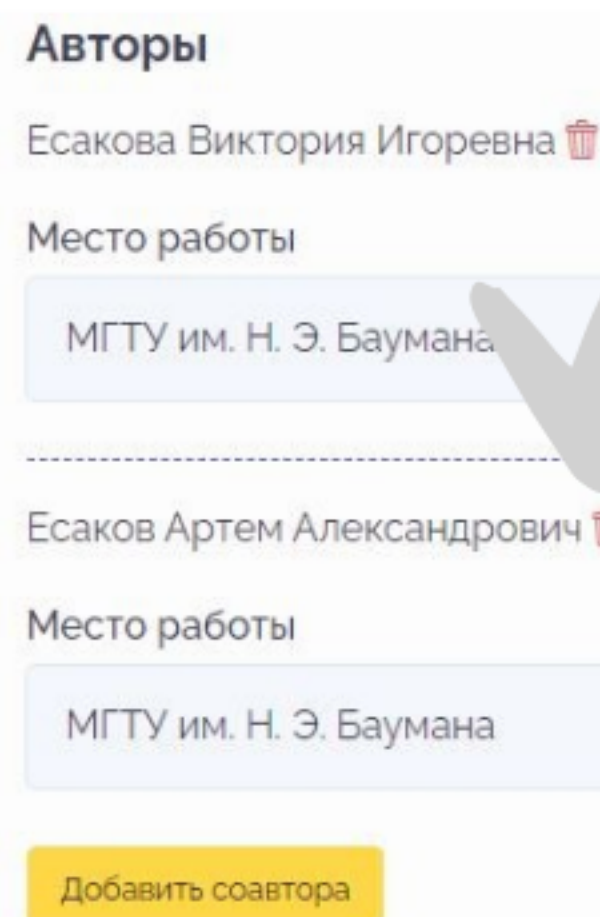 Авторы
Есакова Виктория Игоревна
Место работы
МГТУ им. Н. Э. Баумана
Есаков Артем Александрович
Место работы
МГТУ им. Н. Э. Баумана
Добавить соавтора